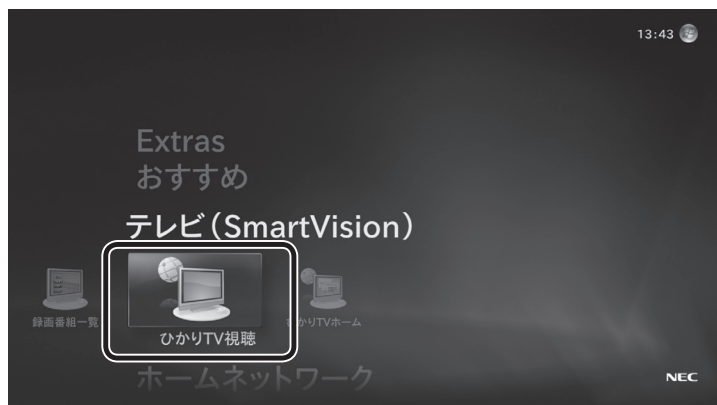 13:43
Extras
おすすめ
テレビ(SmartVision)
録画番組一覧
ひかりTV視聴
ひかりTVホーム
ホームネットワーク
NEC